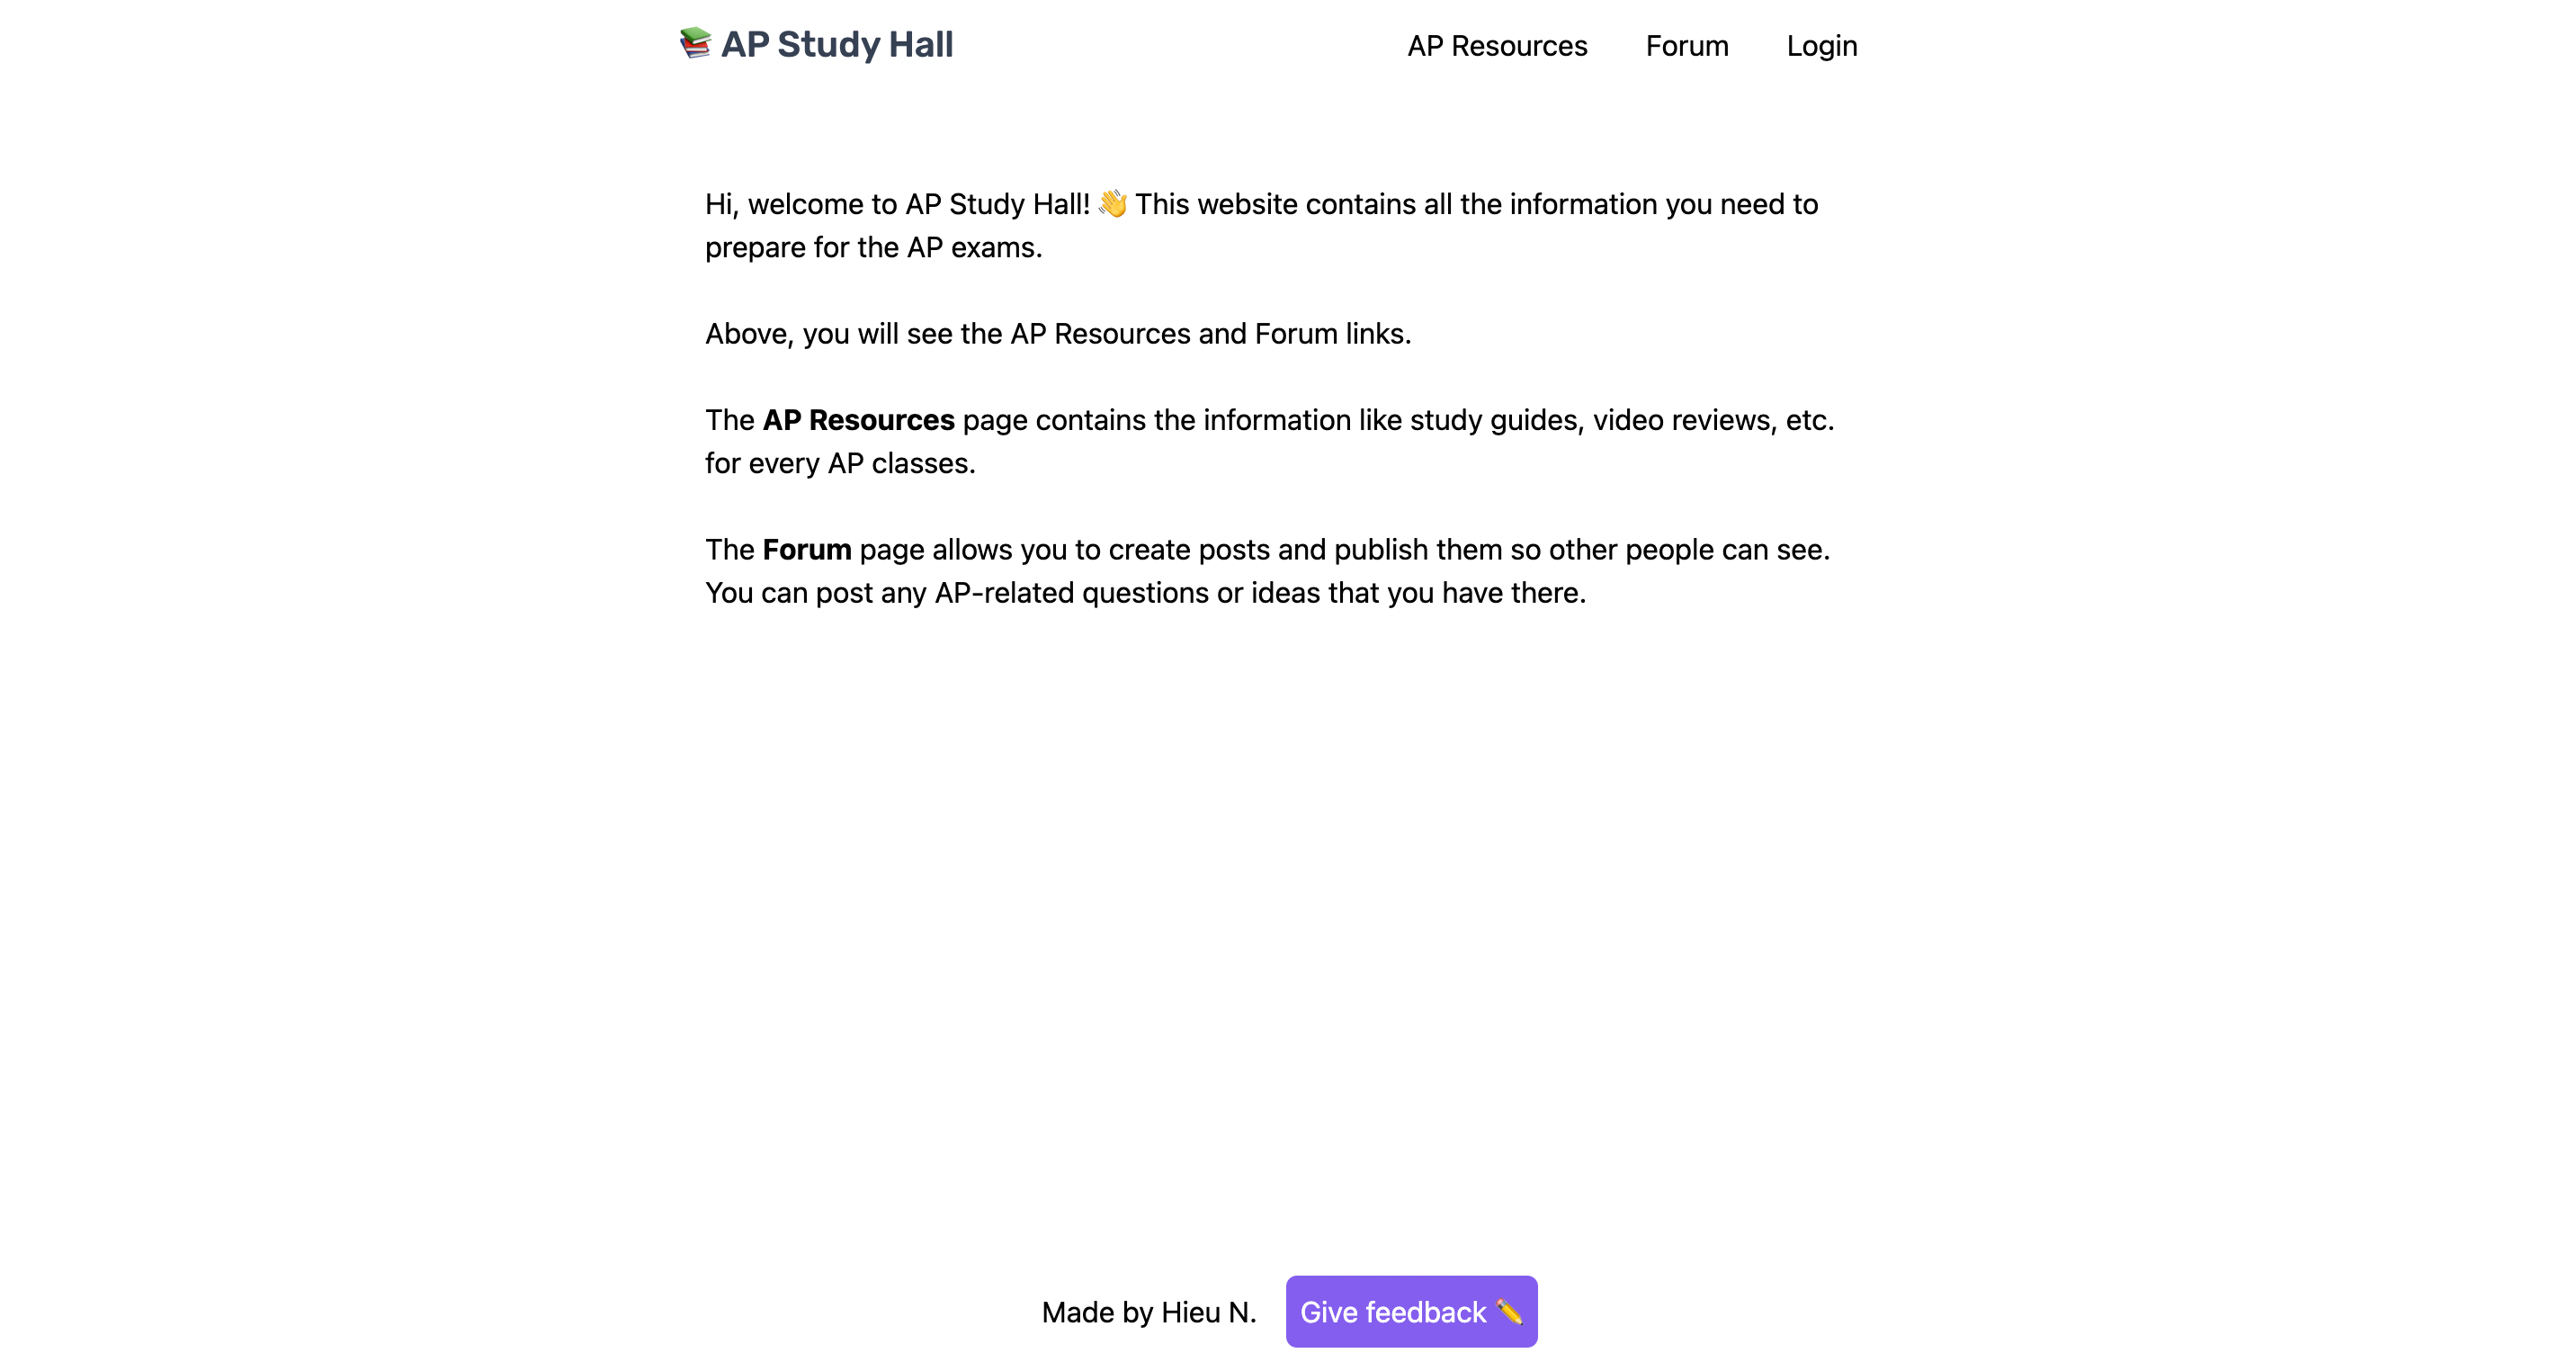 📚 AP Study Hall
AP Resources
Forum
Login
Hi, welcome to AP Study Hall! 👋 This website contains all the information you need to
prepare for the AP exams.
Above, you will see the AP Resources and Forum links.
The AP Resources page contains the information like study guides, video reviews, etc.
for every AP classes.
The Forum page allows you to create posts and publish them so other people can see.
You can post any AP-related questions or ideas that you have there.
Made by Hieu N.
Give feedback ✏️